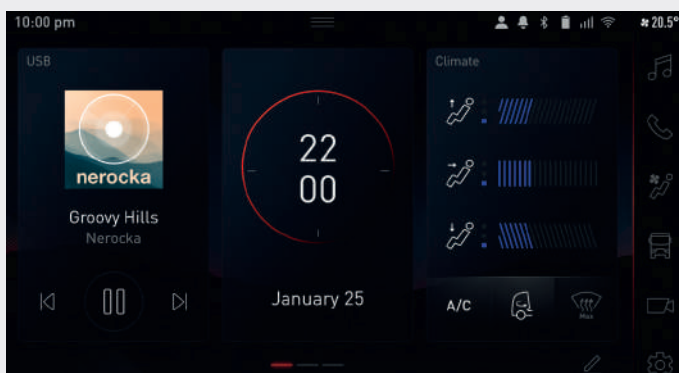 10:00 pm
20.5°
USB
nerocka
Groovy Hills
Nerocka
22
00
January 25
Climate
A/C
Max